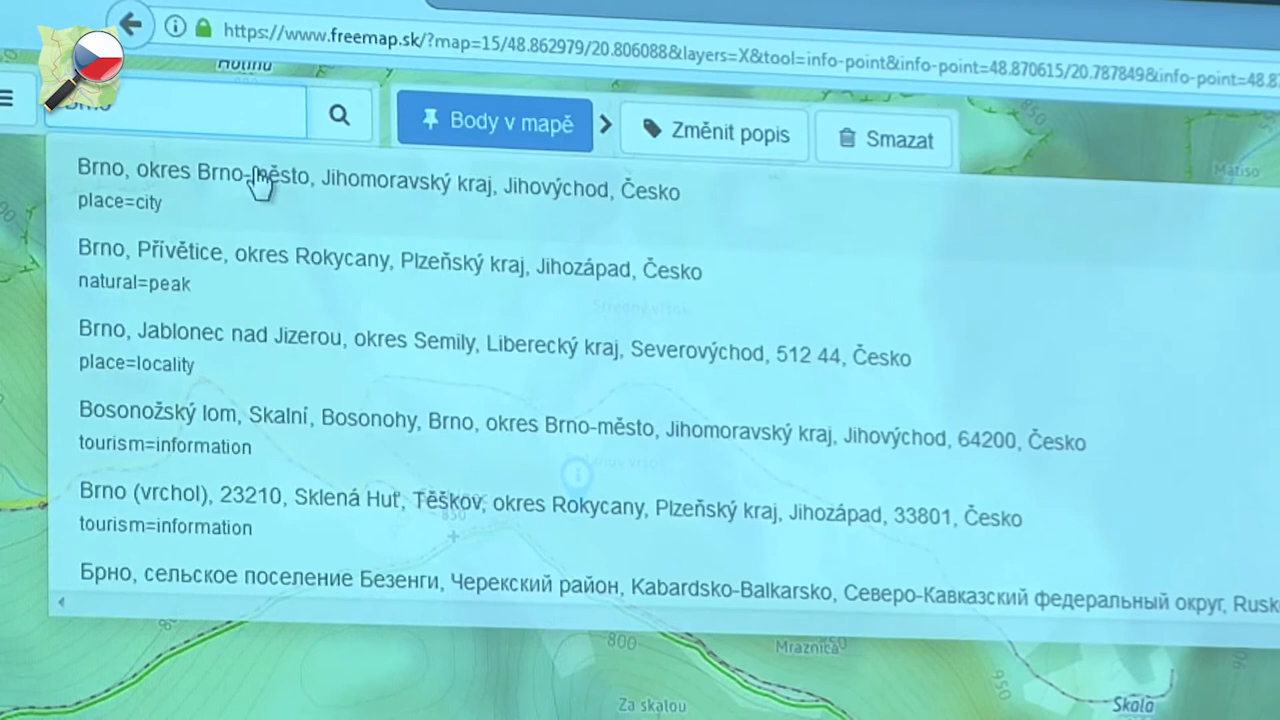 https://www.freemap.sk/?map=15/48.862979/20.806088&layers=X&tool=info-point&info-point=48.870615/20.787849&info-point=48.8
Brno
Body v mapě
Změnit popis
Smazat
850
Brno, okres Brno-město, Jihomoravský kraj, Jihovýchod, Česko
place=city
Brno, Přívětice, okres Rokycany, Plzeňský kraj, Jihozápad, Česko
natural=peak
Brno, Jablonec nad Jizerou, okres Semily, Liberecký kraj, Severovýchod, 512 44, Česko
place=locality
Bosonožský lom, Skalní, Bosonohy, Brno, okres Brno-město, Jihomoravský kraj, Jihovýchod, 64200, Česko
tourism=information
Brno (vrchol), 23210, Sklená Huť, Těškov, okres Rokycany, Plzeňský kraj, Jihozápad, 33801, Česko
tourism=information
850
Брно, сельское поселение Безенги, Черекский район, Kabardsko-Balkarsko, Северо-Кавказский федеральный округ, Rusk
800
Mraznica
850
950
Za skalou
Skala